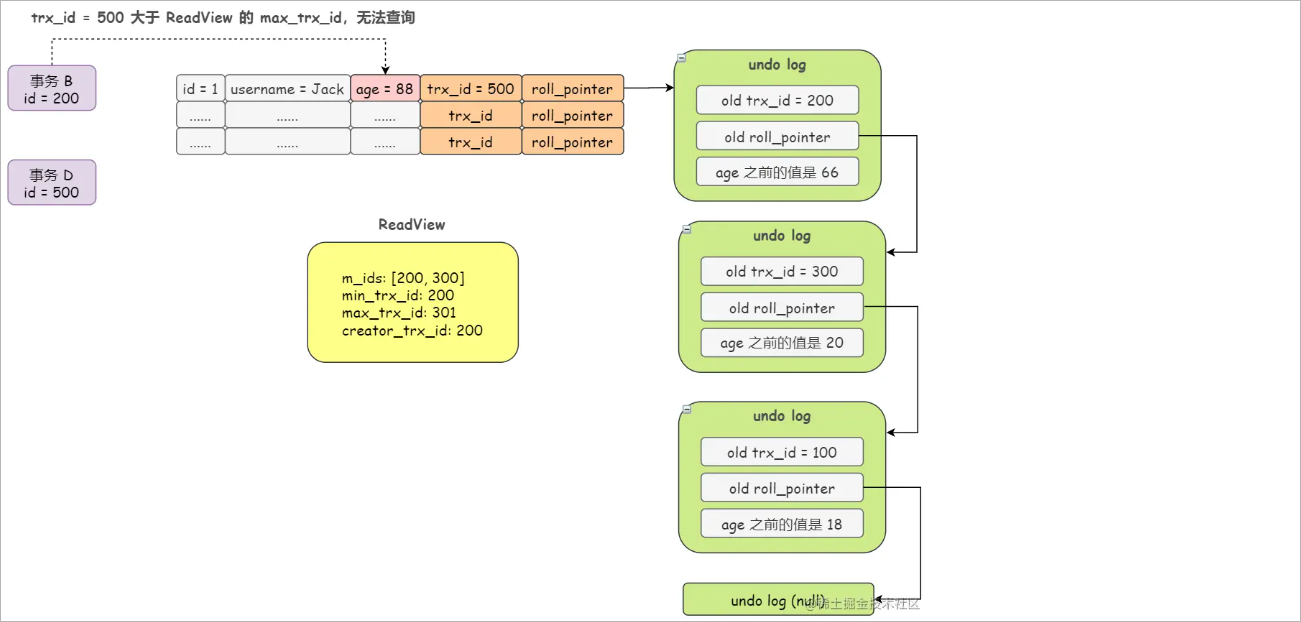 trx_id = 500 大于 ReadView 的 max_trx_id，无法查询
事务 B
id = 200
事务 D
id = 500
id = 1 username = Jack age = 88 trx_id = 500 roll_pointer
...... ...... ...... trx_id roll_pointer
...... ...... ...... trx_id roll_pointer
ReadView
m_ids: [200, 300]
min_trx_id: 200
max_trx_id: 301
creator_trx_id: 200
undo log
old trx_id = 200
old roll_pointer
age 之前的值是 66
undo log
old trx_id = 300
old roll_pointer
age 之前的值是 20
undo log
old trx_id = 100
old roll_pointer
age 之前的值是 18
undo log (null)
@稀土掘金技术社区